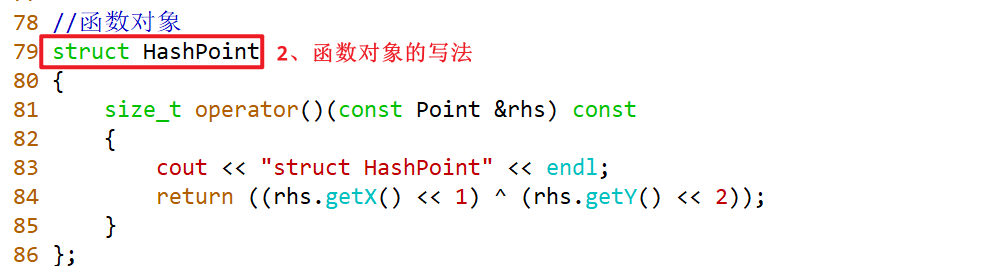 78 //函数对象
79 struct HashPoint 2、函数对象的写法
80 {
81     size_t operator()(const Point &rhs) const
82     {
83         cout << "struct HashPoint" << endl;
84         return ((rhs.getX() << 1) ^ (rhs.getY() << 2));
85     }
86 };